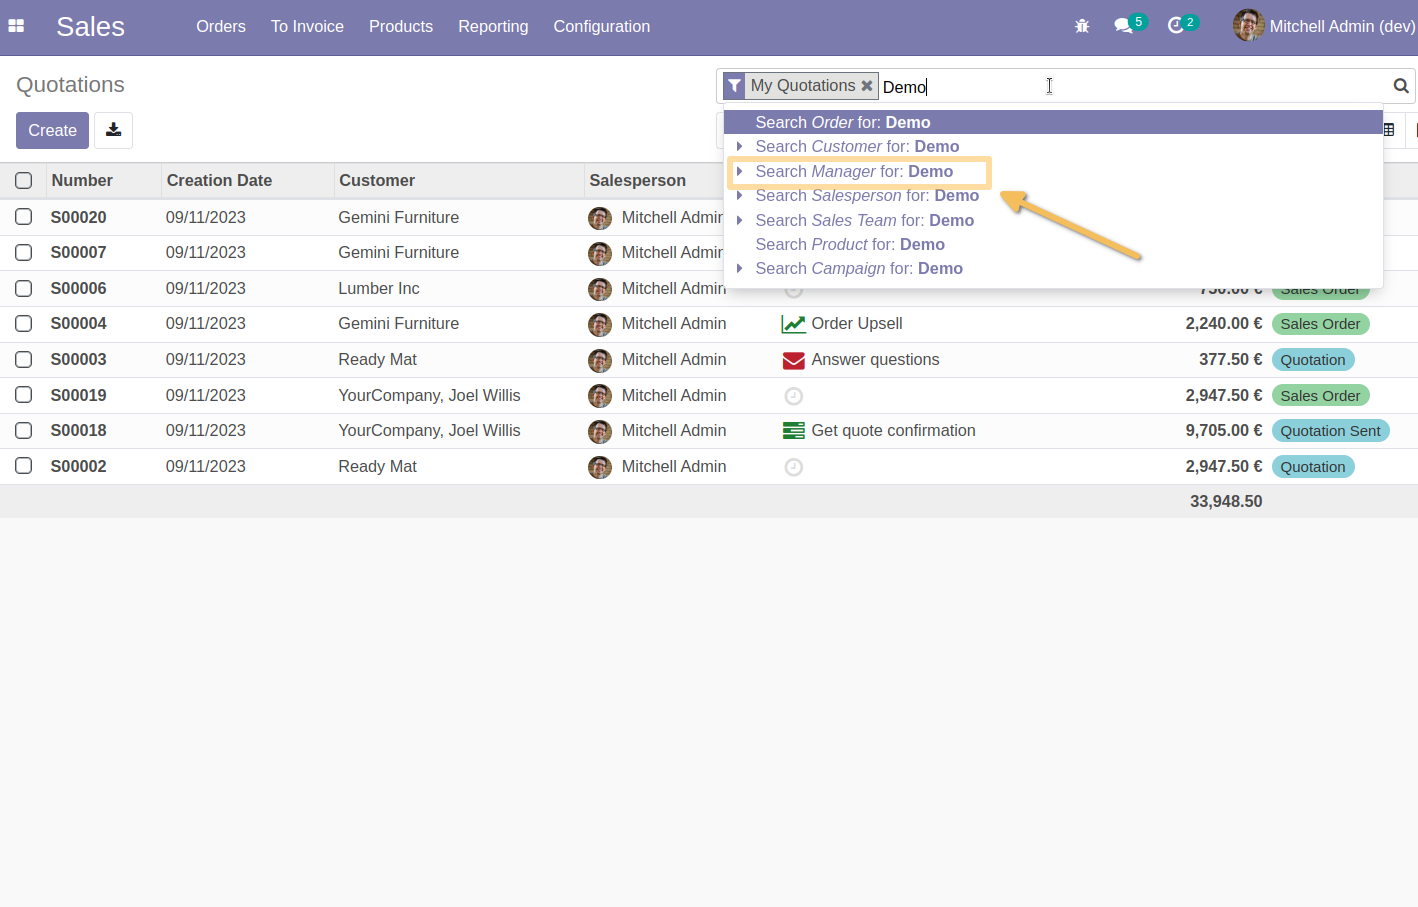 Sales Orders To Invoice Products Reporting Configuration 5 2 Mitchell Admin (dev)
Quotations
My Quotations Demo
Create
Search Order for: Demo
Search Customer for: Demo
Search Manager for: Demo
Search Salesperson for: Demo
Search Sales Team for: Demo
Search Product for: Demo
Search Campaign for: Demo
Number Creation Date Customer Salesperson
S00020 09/11/2023 Gemini Furniture Mitchell Admin
S00007 09/11/2023 Gemini Furniture Mitchell Admin
S00006 09/11/2023 Lumber Inc Mitchell Admin 750.00 € Sales Order
S00004 09/11/2023 Gemini Furniture Mitchell Admin Order Upsell 2,240.00 € Sales Order
S00003 09/11/2023 Ready Mat Mitchell Admin Answer questions 377.50 € Quotation
S00019 09/11/2023 YourCompany, Joel Willis Mitchell Admin 2,947.50 € Sales Order
S00018 09/11/2023 YourCompany, Joel Willis Mitchell Admin Get quote confirmation 9,705.00 € Quotation Sent
S00002 09/11/2023 Ready Mat Mitchell Admin 2,947.50 € Quotation
33,948.50